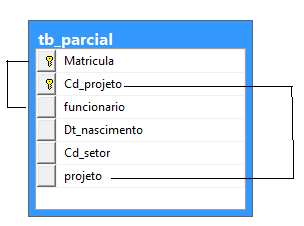 tb_parcial
Matricula
Cd_projeto
funcionario
Dt_nascimento
Cd_setor
projeto